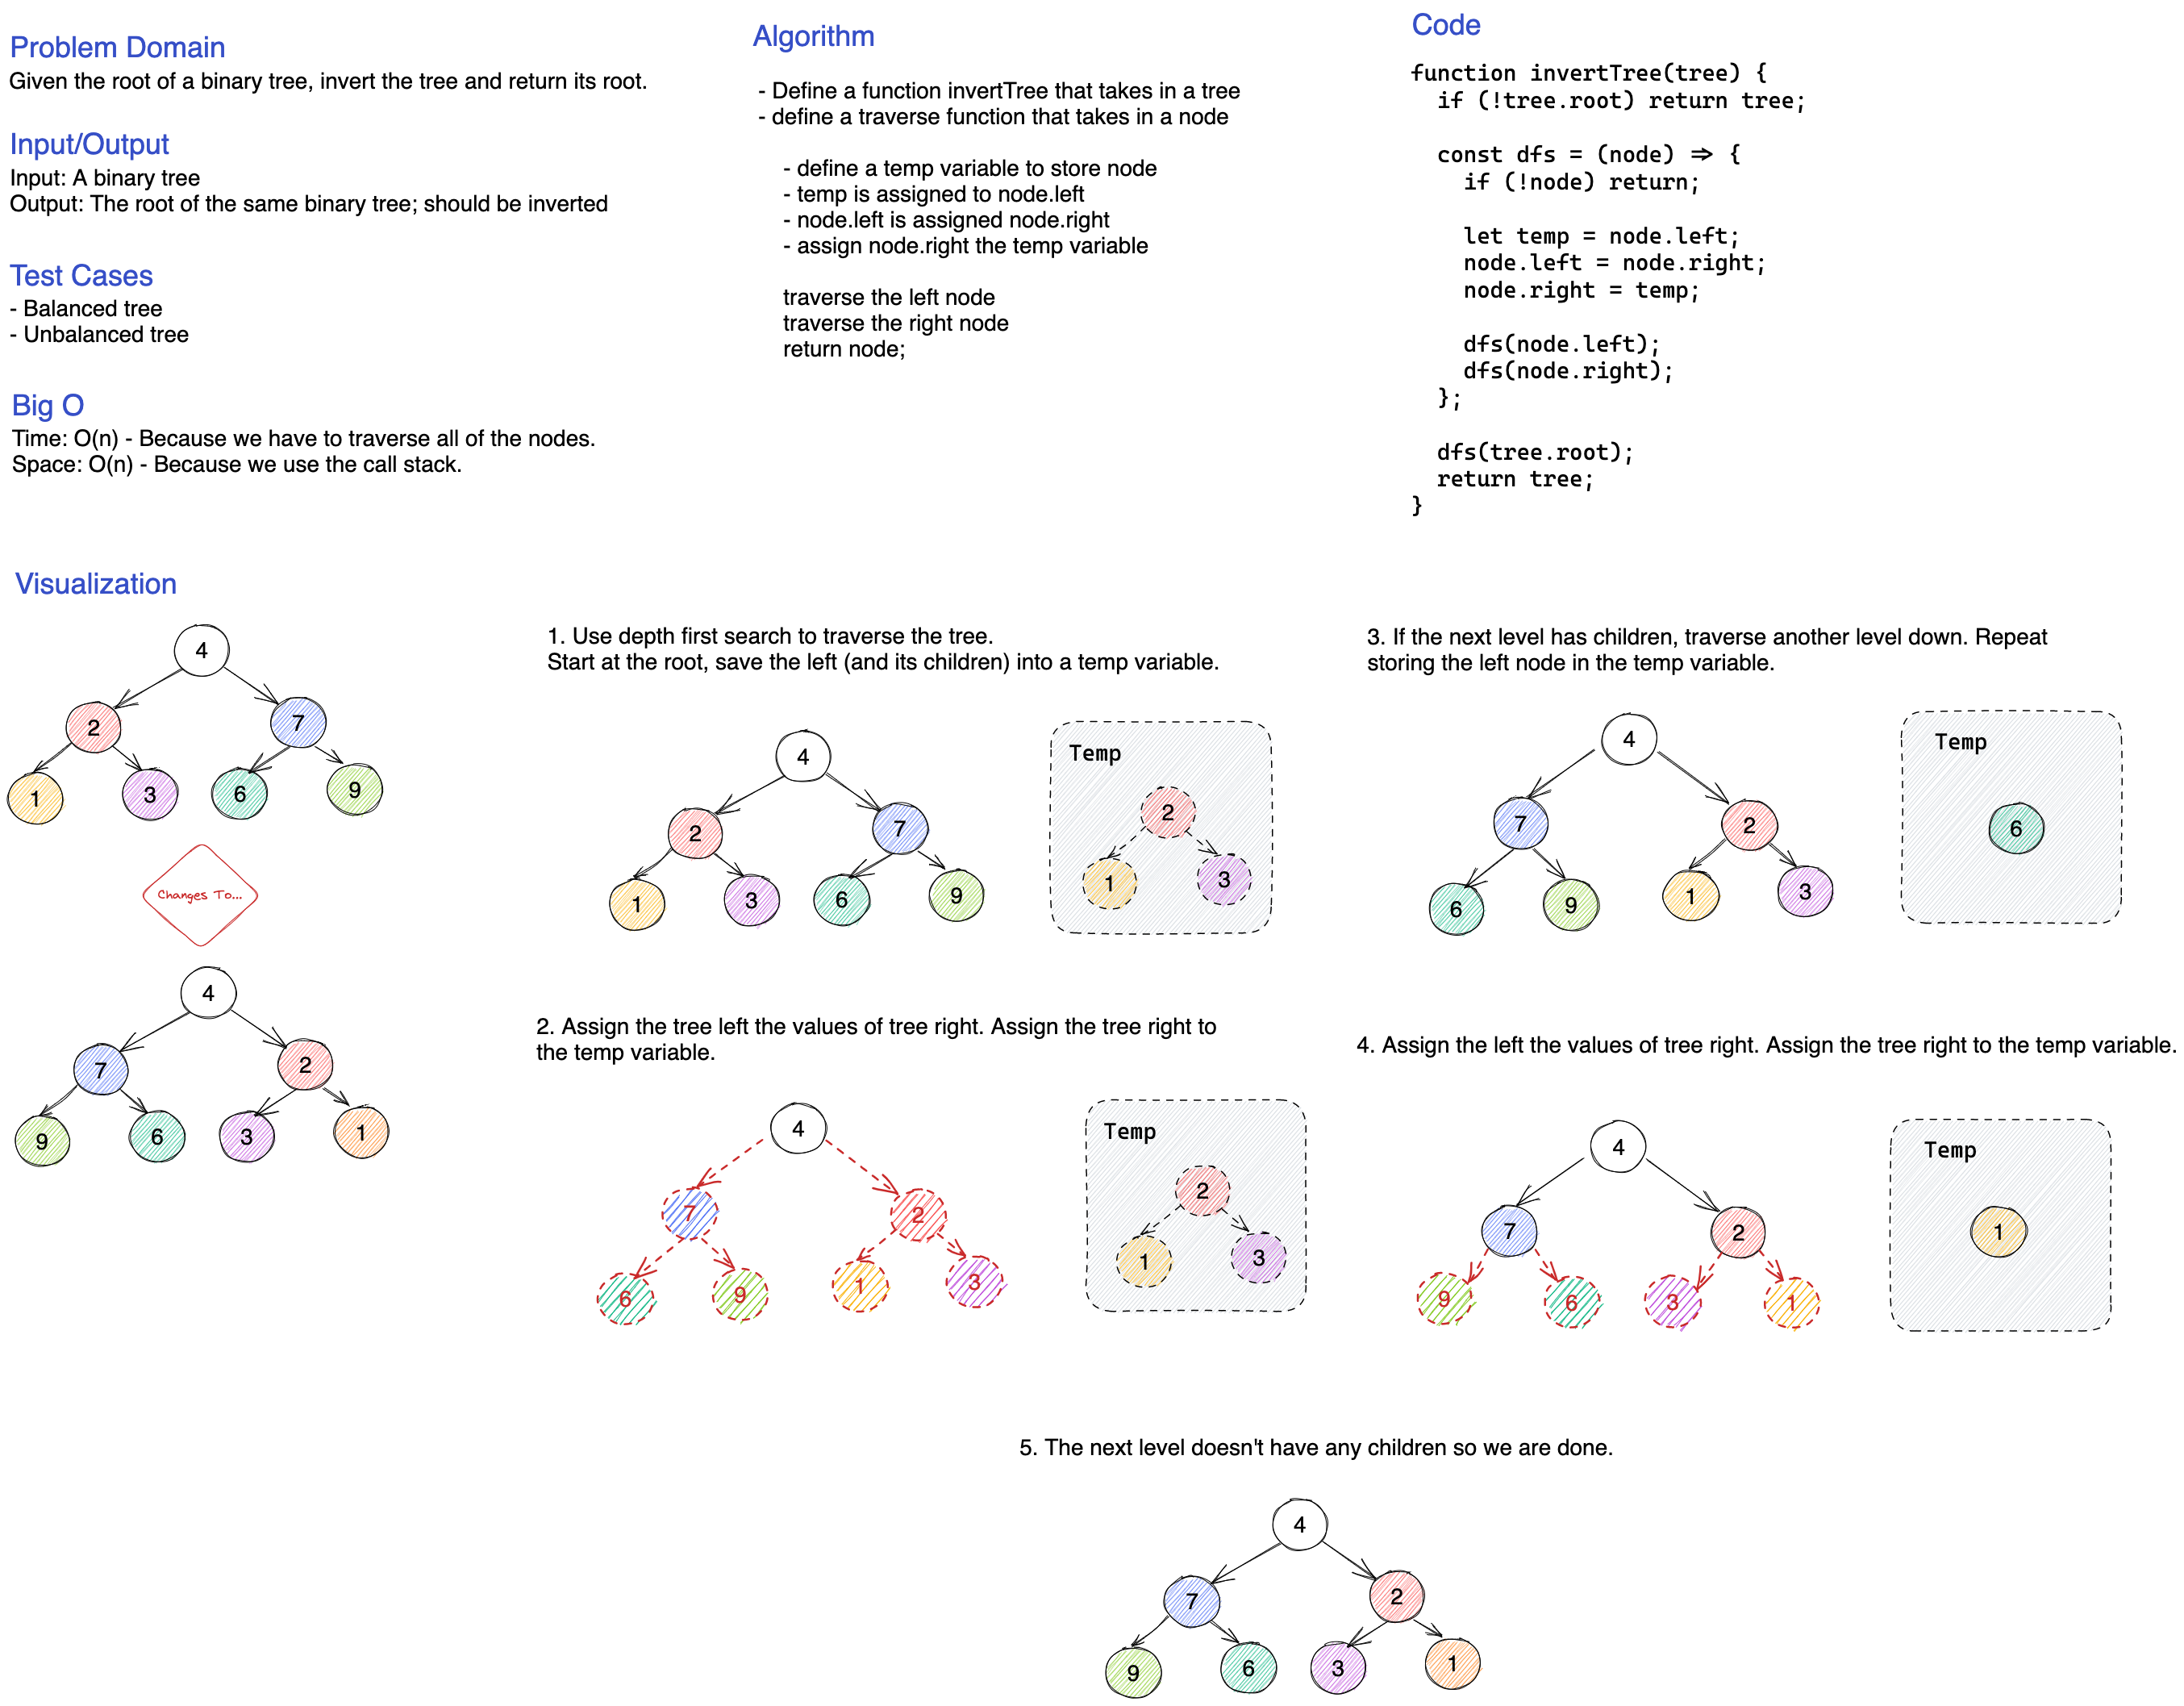 Problem Domain
Given the root of a binary tree, invert the tree and return its root.
Input/Output
Input: A binary tree
Output: The root of the same binary tree; should be inverted
Test Cases
- Balanced tree
- Unbalanced tree
Big O
Time: O(n) - Because we have to traverse all of the nodes.
Space: O(n) - Because we use the call stack.
Algorithm
- Define a function invertTree that takes in a tree
- define a traverse function that takes in a node
- define a temp variable to store node
- temp is assigned to node.left
- node.left is assigned node.right
- assign node.right the temp variable
traverse the left node
traverse the right node
return node;
Code
function invertTree(tree) {
if (!tree.root) return tree;
const dfs = (node) => {
if (!node) return;
let temp = node.left;
node.left = node.right;
node.right = temp;
dfs(node.left);
dfs(node.right);
};
dfs(tree.root);
return tree;
}
Visualization
4
2 7
1 3 6 9
Changes To...
4
7 2
9 6 3 1
1. Use depth first search to traverse the tree.
Start at the root, save the left (and its children) into a temp variable.
4
2 7
1 3 6 9
Temp
2
1 3
2. Assign the tree left the values of tree right. Assign the tree right to
the temp variable.
4
7 2
6 9 1 3
Temp
2
1 3
3. If the next level has children, traverse another level down. Repeat
storing the left node in the temp variable.
4
7 2
6 9 1 3
Temp
6
4. Assign the left the values of tree right. Assign the tree right to the temp variable.
4
7 2
9 6 3 1
Temp
1
5. The next level doesn't have any children so we are done.
4
7 2
9 6 3 1